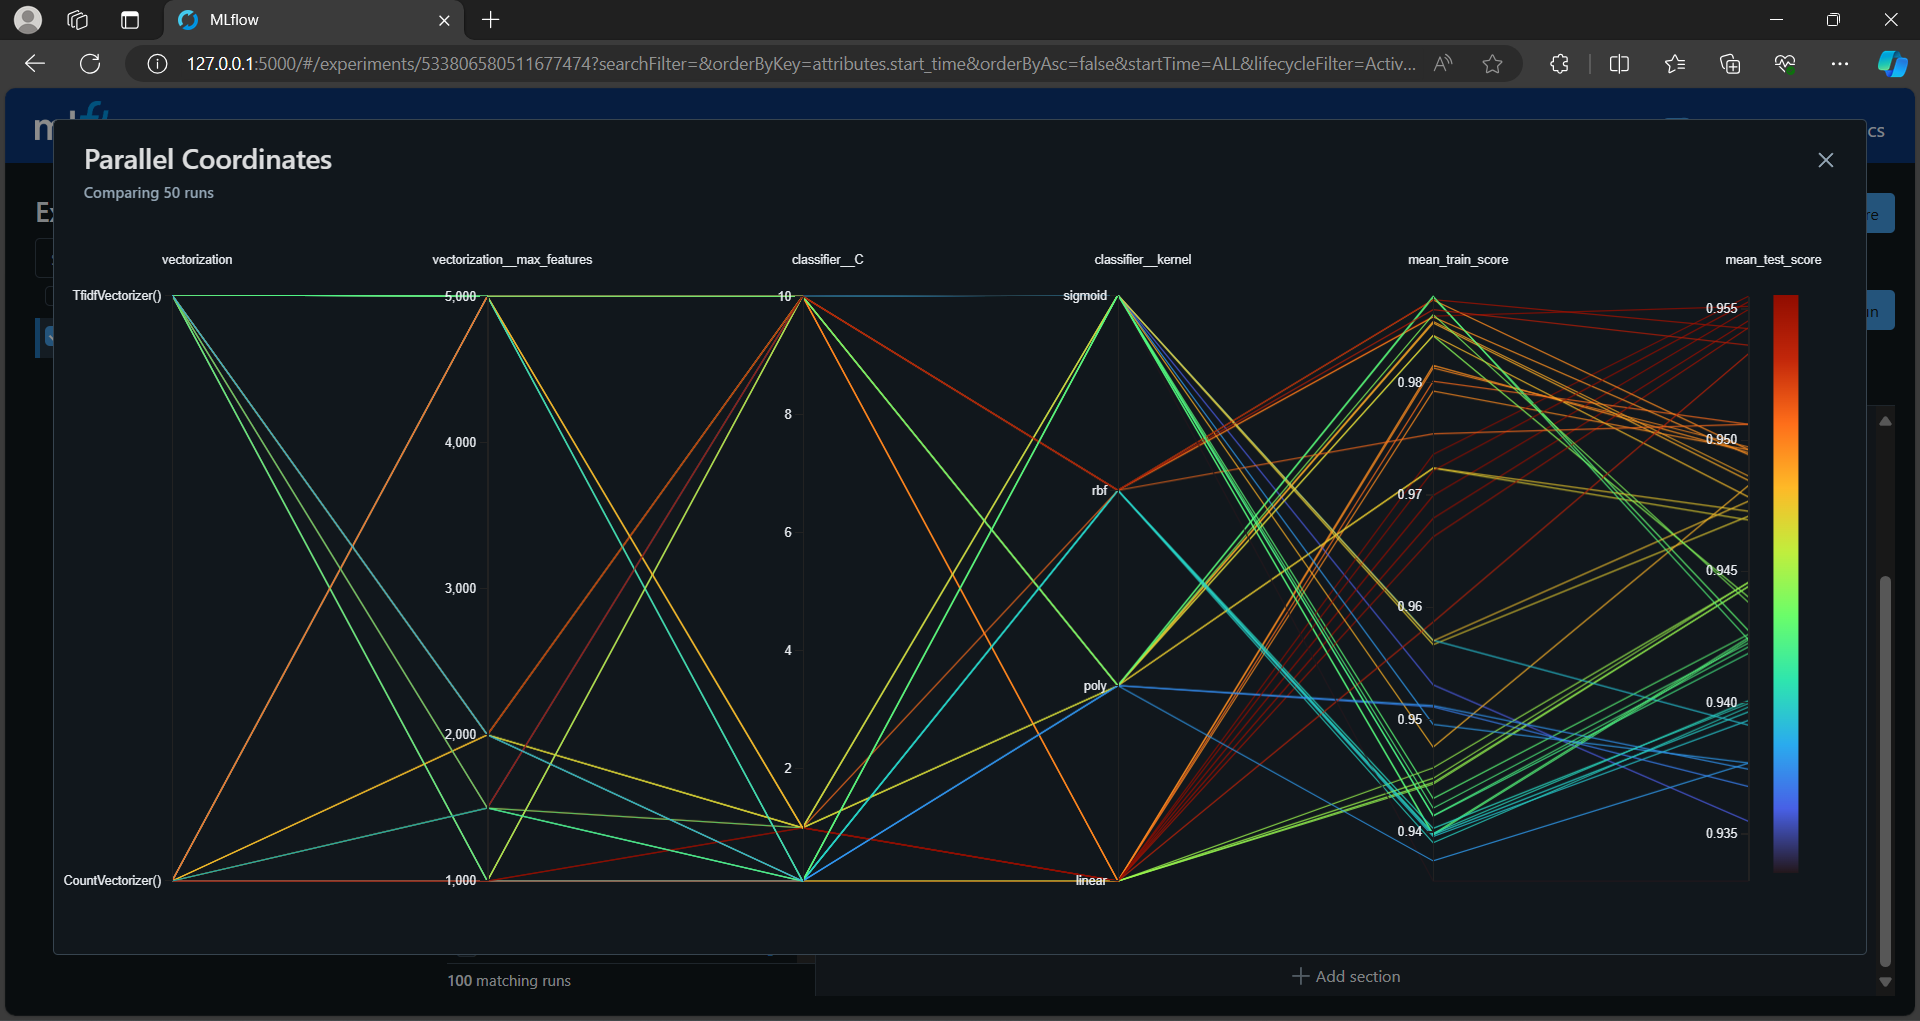 MLflow
127.0.0.1:5000/#/experiments/533806580511677474?searchFilter=&orderByKey=attributes.start_time&orderByAsc=false&startTime=ALL&lifecycleFilter=Activ...
Parallel Coordinates
Comparing 50 runs
vectorization
vectorization__max_features
classifier__C
classifier__kernel
mean_train_score
mean_test_score
TfidfVectorizer()
CountVectorizer()
5,000
4,000
3,000
2,000
1,000
10
8
6
4
2
sigmoid
rbf
poly
linear
0.98
0.97
0.96
0.95
0.94
0.955
0.950
0.945
0.940
0.935
100 matching runs
Add section